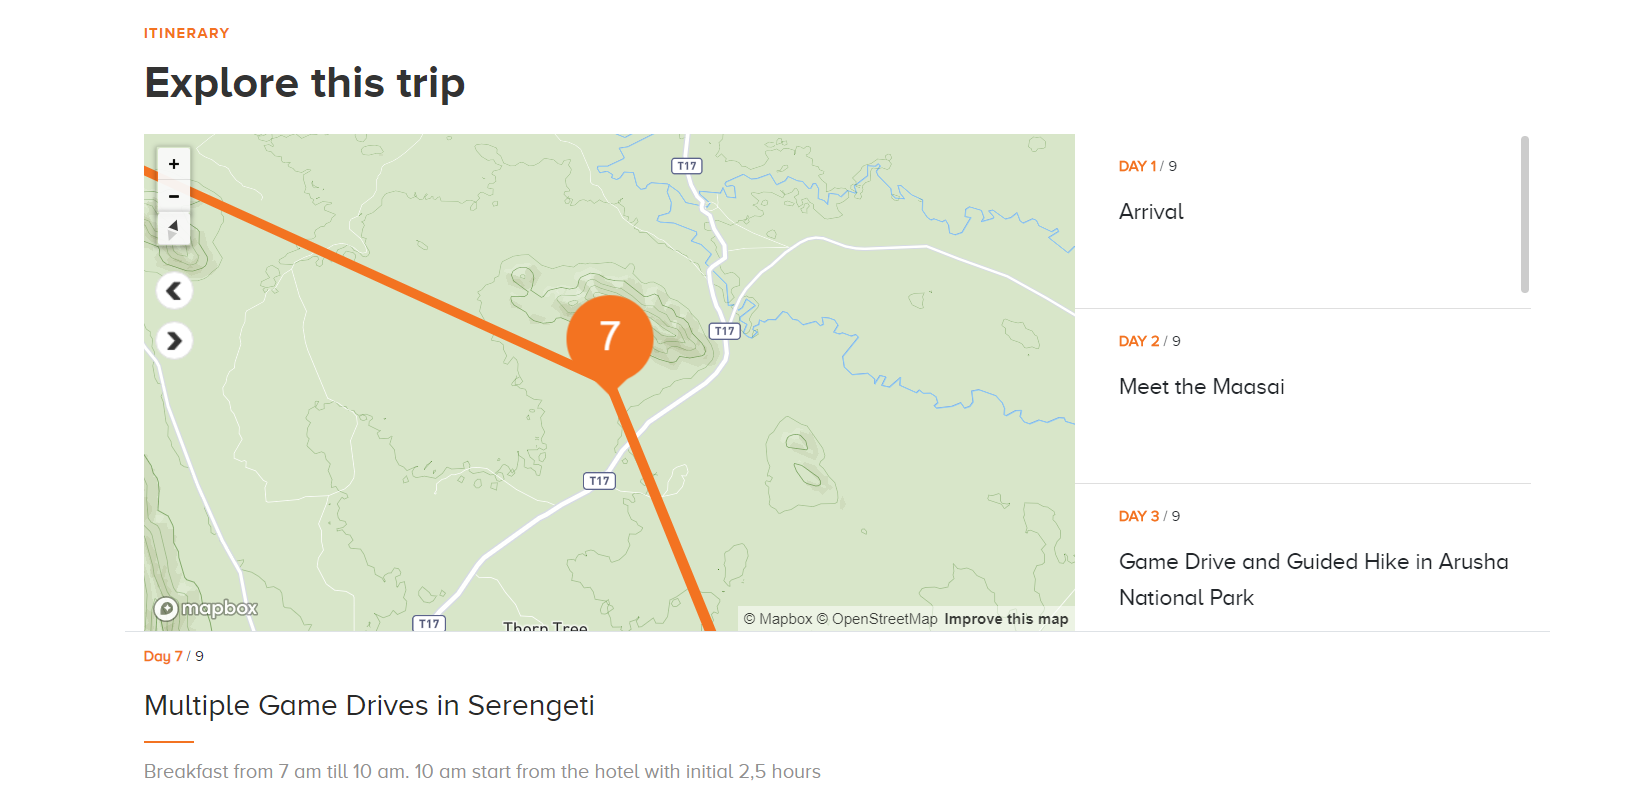 ITINERARY
Explore this trip
+
−
T17
T17
7
T17
T17
Thorn Tree
mapbox
© Mapbox © OpenStreetMap Improve this map
DAY 1 / 9
Arrival
DAY 2 / 9
Meet the Maasai
DAY 3 / 9
Game Drive and Guided Hike in Arusha
National Park
Day 7 / 9
Multiple Game Drives in Serengeti
Breakfast from 7 am till 10 am. 10 am start from the hotel with initial 2,5 hours